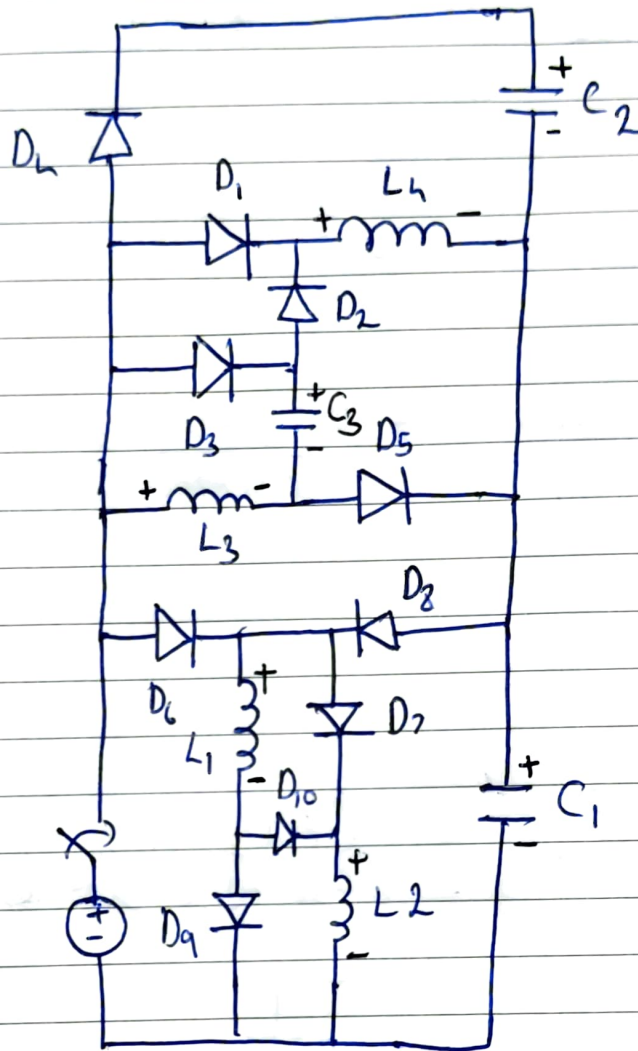 +
C2
-
D4
D1
+ L4 -
D2
+
C3
-
D3
D5
+ -
L3
D8
D6
+
L1
-
D7
D10
+
C1
-
+
-
D9
+
L2
-